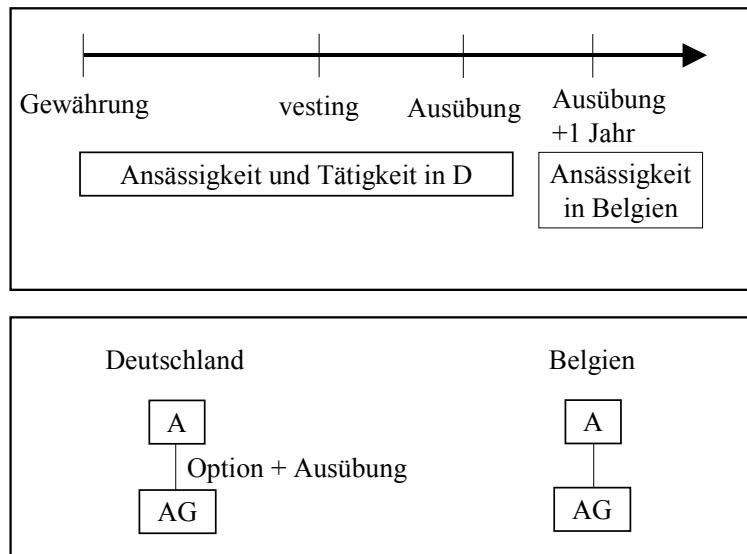 Gewährung
vesting
Ausübung
Ausübung
+1 Jahr
Ansässigkeit und Tätigkeit in D
Ansässigkeit
in Belgien
Deutschland
Belgien
A
A
Option + Ausübung
AG
AG